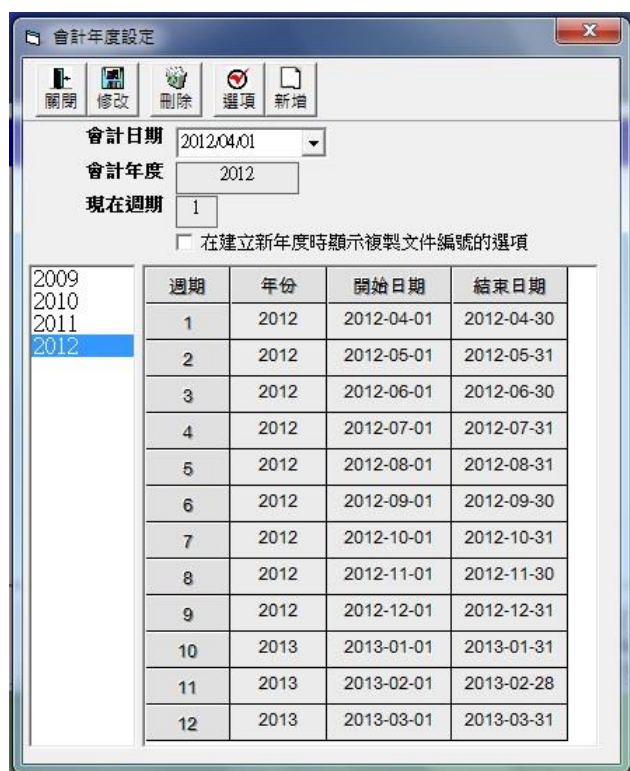 會計年度設定
關閉 修改 刪除 選項 新增
會計日期 2012/04/01
會計年度 2012
現在週期 1
在建立新年度時顯示複製文件編號的選項
2009
2010
2011
2012
週期 年份 開始日期 結束日期
1 2012 2012-04-01 2012-04-30
2 2012 2012-05-01 2012-05-31
3 2012 2012-06-01 2012-06-30
4 2012 2012-07-01 2012-07-31
5 2012 2012-08-01 2012-08-31
6 2012 2012-09-01 2012-09-30
7 2012 2012-10-01 2012-10-31
8 2012 2012-11-01 2012-11-30
9 2012 2012-12-01 2012-12-31
10 2013 2013-01-01 2013-01-31
11 2013 2013-02-01 2013-02-28
12 2013 2013-03-01 2013-03-31